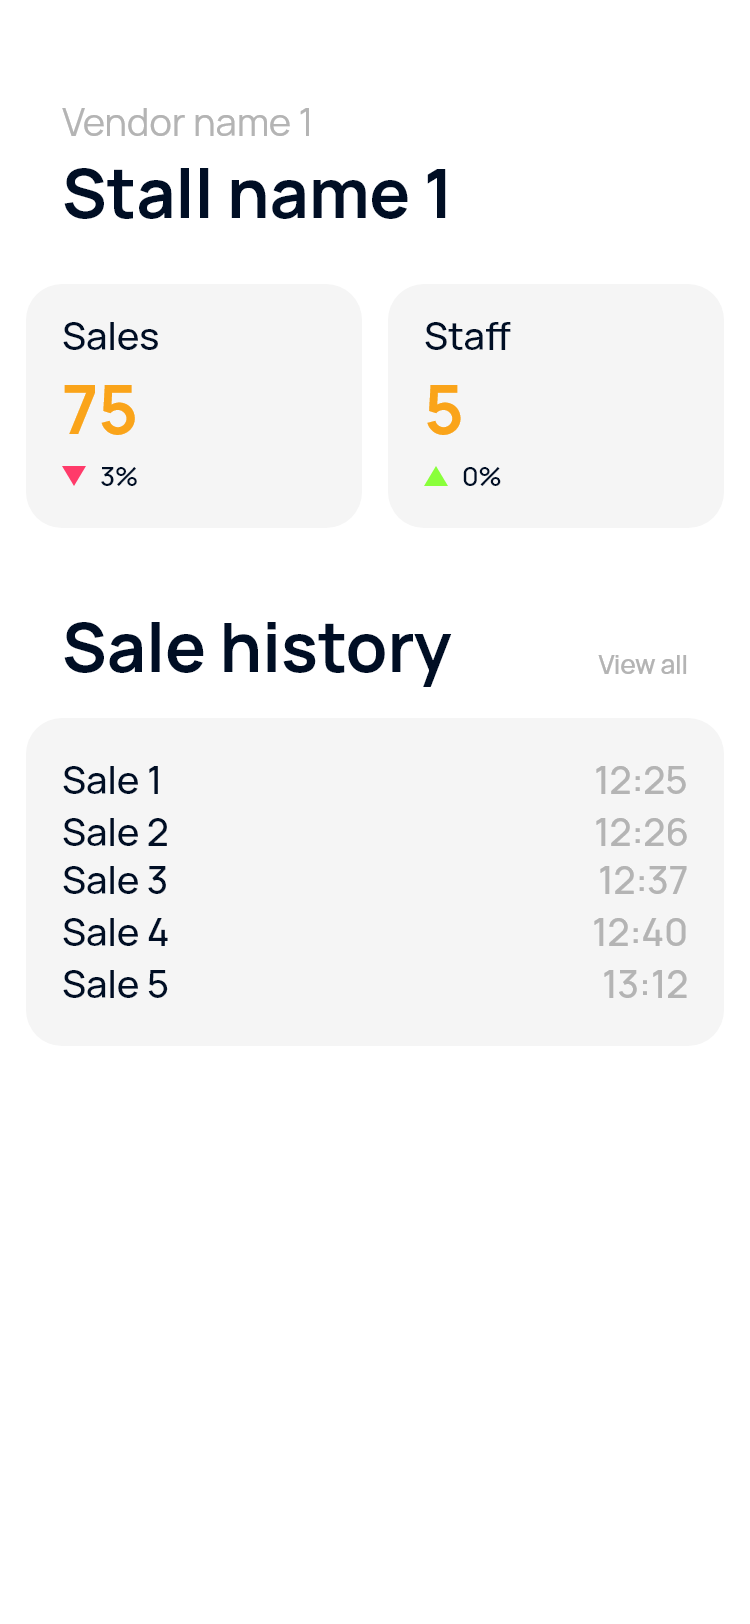 Vendor name 1
Stall name 1
Sales
75
3%
Staff
5
0%
Sale history
View all
Sale 1 12:25
Sale 2 12:26
Sale 3 12:37
Sale 4 12:40
Sale 5 13:12